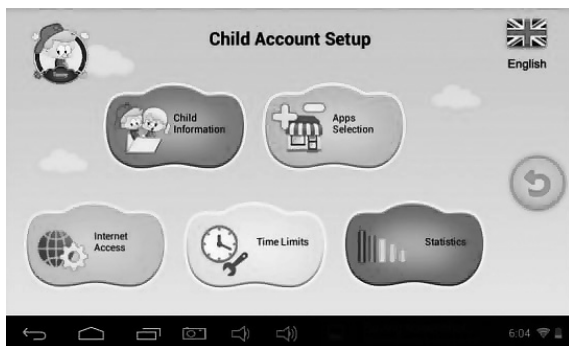 Child Account Setup
English
Child
Information
Apps
Selection
Internet
Access
Time Limits
Statistics
6:04